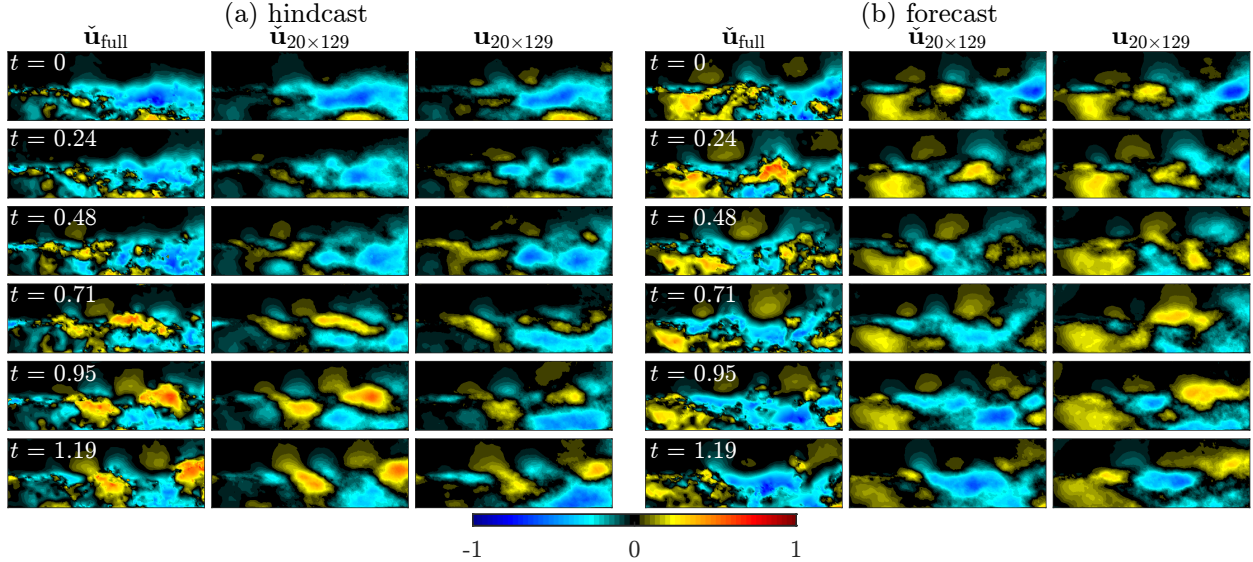 (a) hindcast (b) forecast
ǔ_full ǔ_20×129 u_20×129 ǔ_full ǔ_20×129 u_20×129
t = 0 t = 0
t = 0.24 t = 0.24
t = 0.48 t = 0.48
t = 0.71 t = 0.71
t = 0.95 t = 0.95
t = 1.19 t = 1.19
-1 0 1